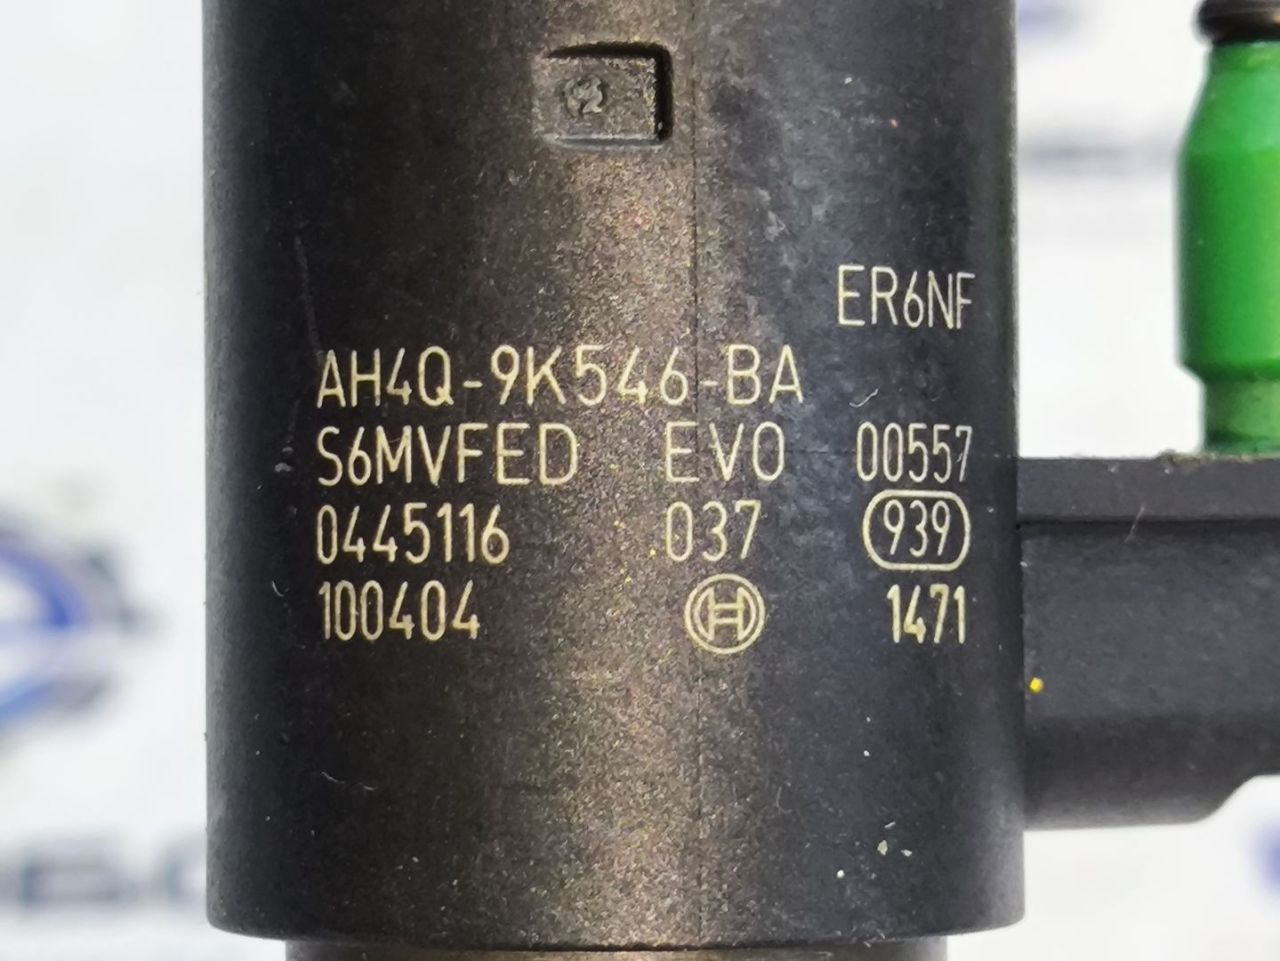 ER6NF
AH4Q-9K546-BA
S6MVFED EVO 00557
0445116 037 939
100404 1471